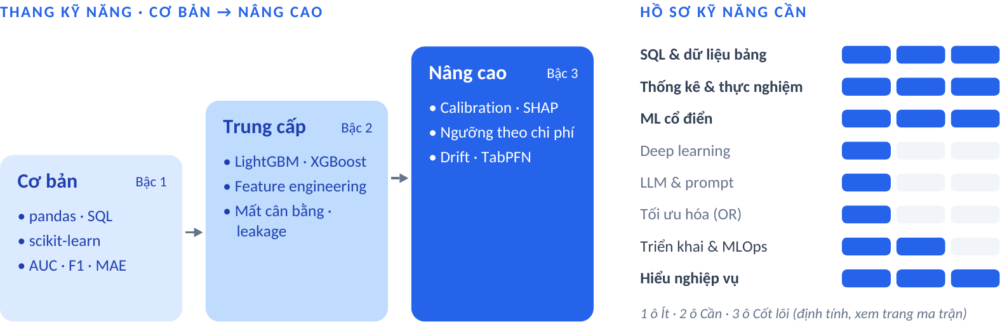 THANG KỸ NĂNG · CƠ BẢN → NÂNG CAO
Cơ bản
Bậc 1
• pandas · SQL
• scikit-learn
• AUC · F1 · MAE
Trung cấp
Bậc 2
• LightGBM · XGBoost
• Feature engineering
• Mất cân bằng ·
leakage
Nâng cao
Bậc 3
• Calibration · SHAP
• Ngưỡng theo chi phí
• Drift · TabPFN
HỒ SƠ KỸ NĂNG CẦN
SQL & dữ liệu bảng
Thống kê & thực nghiệm
ML cổ điển
Deep learning
LLM & prompt
Tối ưu hóa (OR)
Triển khai & MLOps
Hiểu nghiệp vụ
1 ô Ít · 2 ô Cần · 3 ô Cốt lõi (định tính, xem trang ma trận)